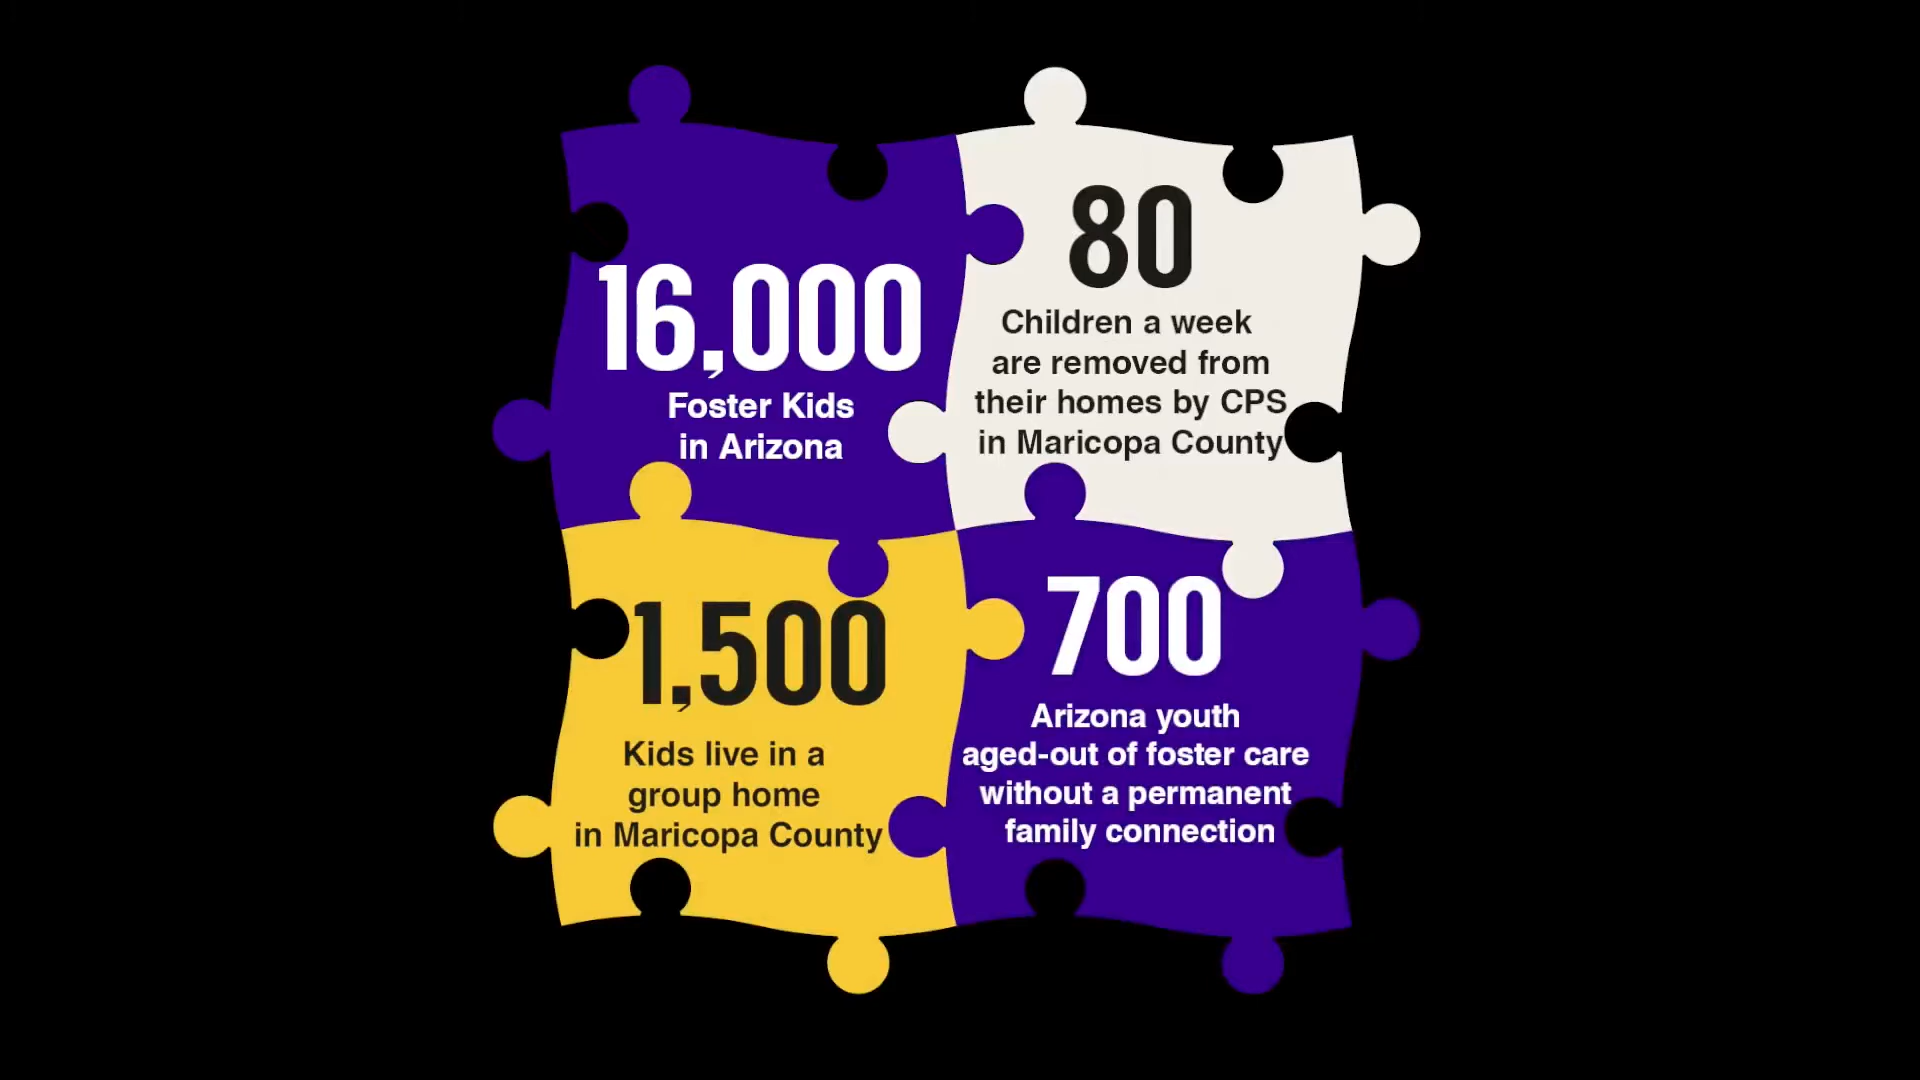 16,000
Foster Kids
in Arizona
80
Children a week
are removed from
their homes by CPS
in Maricopa County
1,500
Kids live in a
group home
in Maricopa County
700
Arizona youth
aged-out of foster care
without a permanent
family connection